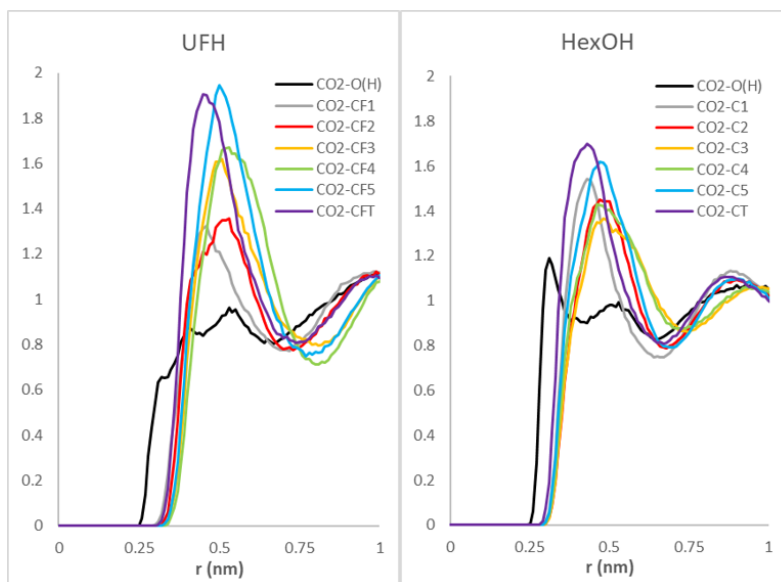 UFH
2
1.8
1.6
1.4
1.2
1
0.8
0.6
0.4
0.2
0
CO2-O(H)
CO2-CF1
CO2-CF2
CO2-CF3
CO2-CF4
CO2-CF5
CO2-CFT
0 0.25 0.5 0.75 1
r (nm)
HexOH
2
1.8
1.6
1.4
1.2
1
0.8
0.6
0.4
0.2
0
CO2-O(H)
CO2-C1
CO2-C2
CO2-C3
CO2-C4
CO2-C5
CO2-CT
0 0.25 0.5 0.75 1
r (nm)